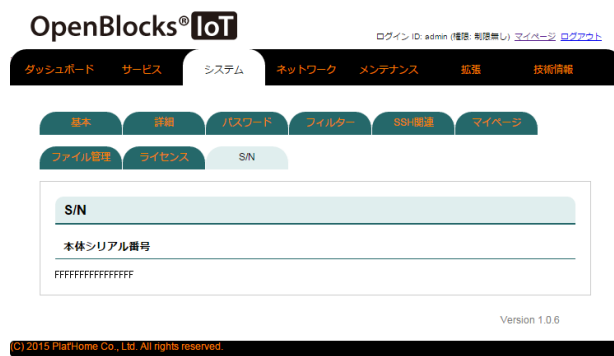 OpenBlocks® IoT
ログイン ID: admin (権限: 制限無し) マイページ ログアウト
ダッシュボード サービス システム ネットワーク メンテナンス 拡張 技術情報
基本 詳細 パスワード フィルター SSH関連 マイページ
ファイル管理 ライセンス S/N
S/N
本体シリアル番号
FFFFFFFFFFFFFFFF
Version 1.0.6
(C) 2015 Plat'Home Co., Ltd. All rights reserved.